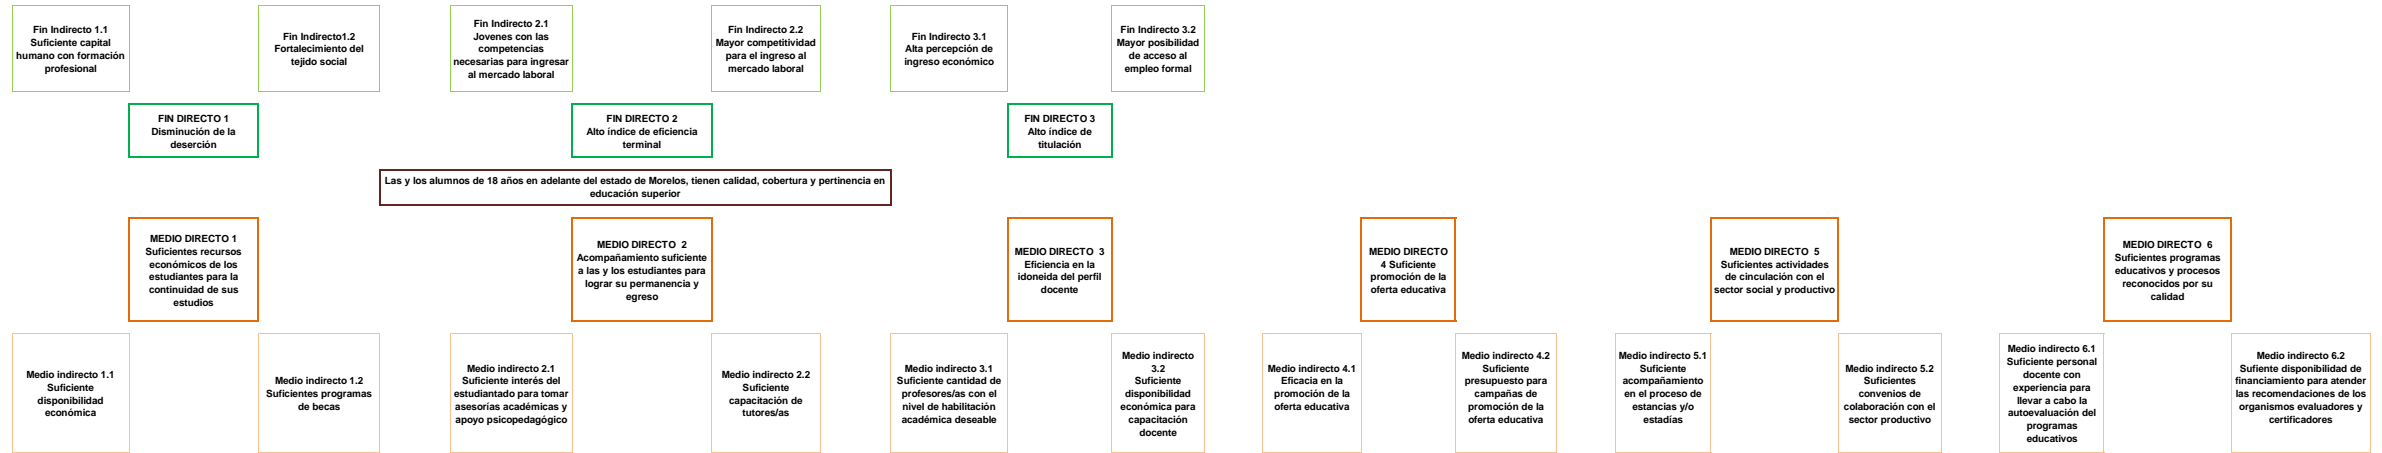 Fin Indirecto 1.1
Suficiente capital
humano con formación
profesional
Fin Indirecto1.2
Fortalecimiento del
tejido social
Fin Indirecto 2.1
Jovenes con las
competencias
necesarias para ingresar
al mercado laboral
Fin Indirecto 2.2
Mayor competitividad
para el ingreso al
mercado laboral
Fin Indirecto 3.1
Alta percepción de
ingreso económico
Fin Indirecto 3.2
Mayor posibilidad
de acceso al
empleo formal
FIN DIRECTO 1
Disminución de la
deserción
FIN DIRECTO 2
Alto índice de eficiencia
terminal
FIN DIRECTO 3
Alto índice de
titulación
Las y los alumnos de 18 años en adelante del estado de Morelos, tienen calidad, cobertura y pertinencia en
educación superior
MEDIO DIRECTO 1
Suficientes recursos
económicos de los
estudiantes para la
continuidad de sus
estudios
MEDIO DIRECTO 2
Acompañamiento suficiente
a las y los estudiantes para
lograr su permanencia y
egreso
MEDIO DIRECTO 3
Eficiencia en la
idoneida del perfil
docente
MEDIO DIRECTO
4 Suficiente
promoción de la
oferta educativa
MEDIO DIRECTO 5
Suficientes actividades
de cinculación con el
sector social y productivo
MEDIO DIRECTO 6
Suficientes programas
educativos y procesos
reconocidos por su
calidad
Medio indirecto 1.1
Suficiente
disponibilidad
económica
Medio indirecto 1.2
Suficientes programas
de becas
Medio indirecto 2.1
Suficiente interés del
estudiantado para tomar
asesorías académicas y
apoyo psicopedagógico
Medio indirecto 2.2
Suficiente
capacitación de
tutores/as
Medio indirecto 3.1
Suficiente cantidad de
profesores/as con el
nivel de habilitación
académica deseable
Medio indirecto
3.2
Suficiente
disponibilidad
económica para
capacitación
docente
Medio indirecto 4.1
Eficacia en la
promoción de la
oferta educativa
Medio indirecto 4.2
Suficiente
presupuesto para
campañas de
promoción de la
oferta educativa
Medio indirecto 5.1
Suficiente
acompañamiento
en el proceso de
estancias y/o
estadías
Medio indirecto 5.2
Suficientes
convenios de
colaboración con el
sector productivo
Medio indirecto 6.1
Suficiente personal
docente con
experiencia para
llevar a cabo la
autoevaluación del
programas
educativos
Medio indirecto 6.2
Sufiente disponibilidad de
financiamiento para atender
las recomendaciones de los
organismos evaluadores y
certificadores